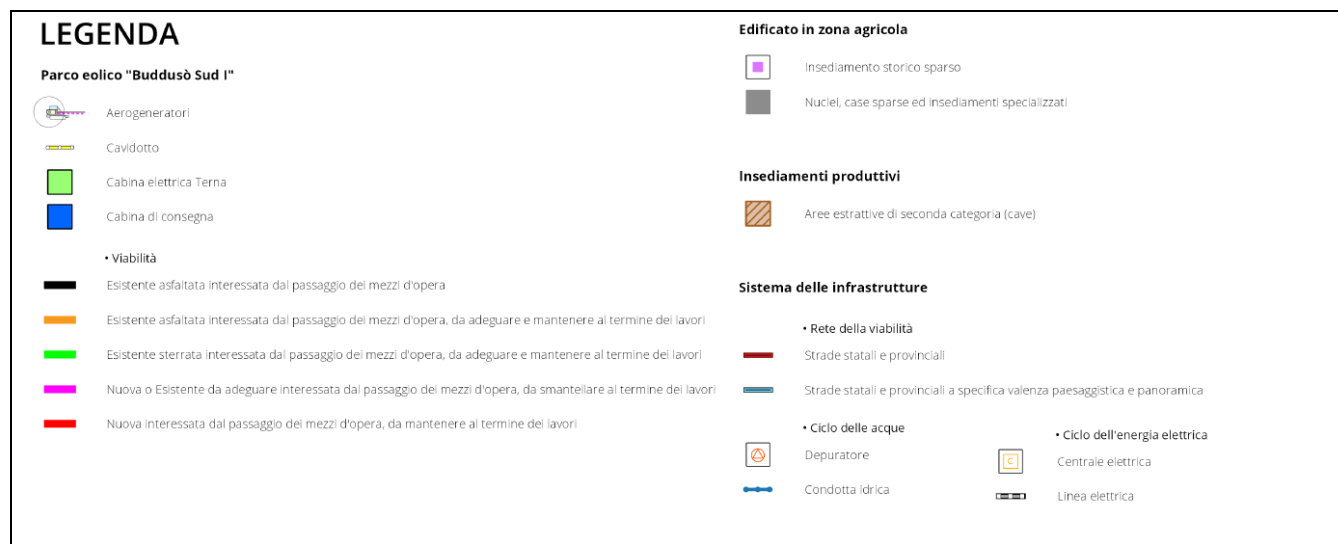 LEGENDA
Parco eolico "Buddusò Sud I"
Aerogeneratori
Cavidotto
Cabina elettrica Terna
Cabina di consegna
• Viabilità
Esistente asfaltata interessata dal passaggio dei mezzi d'opera
Esistente asfaltata interessata dal passaggio dei mezzi d'opera, da adeguare e mantenere al termine dei lavori
Esistente sterrata interessata dal passaggio dei mezzi d'opera, da adeguare e mantenere al termine dei lavori
Nuova o Esistente da adeguare interessata dal passaggio dei mezzi d'opera, da smantellare al termine dei lavori
Nuova interessata dal passaggio dei mezzi d'opera, da mantenere al termine dei lavori
Edificato in zona agricola
Insediamento storico sparso
Nuclei, case sparse ed insediamenti specializzati
Insediamenti produttivi
Aree estrattive di seconda categoria (cave)
Sistema delle infrastrutture
• Rete della viabilità
Strade statali e provinciali
Strade statali e provinciali a specifica valenza paesaggistica e panoramica
• Ciclo delle acque
Depuratore
Condotta idrica
• Ciclo dell'energia elettrica
C
Centrale elettrica
Linea elettrica